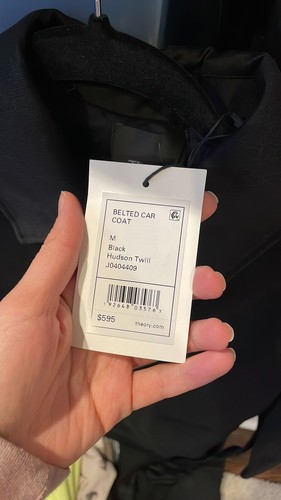 BELTED CAR
COAT
M
Black
Hudson Twill
J0404409
$595
theory.com